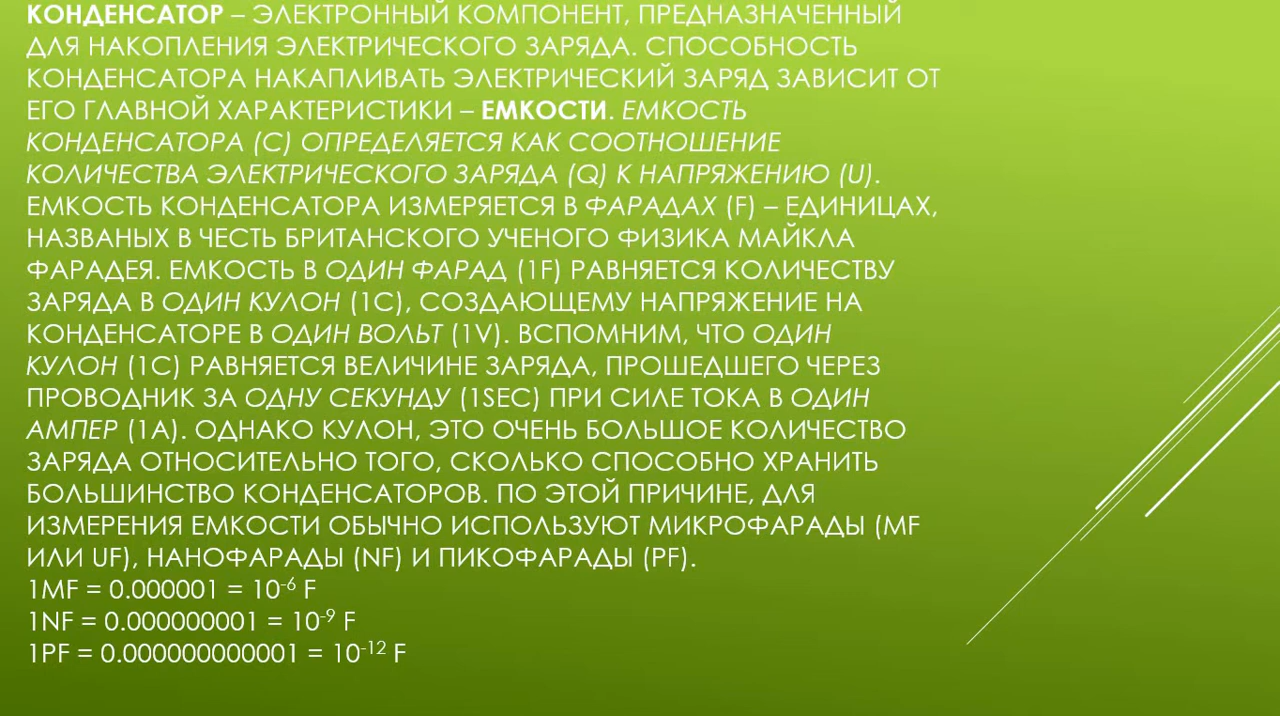 КОНДЕНСАТОР – ЭЛЕКТРОННЫЙ КОМПОНЕНТ, ПРЕДНАЗНАЧЕННЫЙ
ДЛЯ НАКОПЛЕНИЯ ЭЛЕКТРИЧЕСКОГО ЗАРЯДА. СПОСОБНОСТЬ
КОНДЕНСАТОРА НАКАПЛИВАТЬ ЭЛЕКТРИЧЕСКИЙ ЗАРЯД ЗАВИСИТ ОТ
ЕГО ГЛАВНОЙ ХАРАКТЕРИСТИКИ – ЕМКОСТИ. ЕМКОСТЬ
КОНДЕНСАТОРА (C) ОПРЕДЕЛЯЕТСЯ КАК СООТНОШЕНИЕ
КОЛИЧЕСТВА ЭЛЕКТРИЧЕСКОГО ЗАРЯДА (Q) К НАПРЯЖЕНИЮ (U).
ЕМКОСТЬ КОНДЕНСАТОРА ИЗМЕРЯЕТСЯ В ФАРАДАХ (F) – ЕДИНИЦАХ,
НАЗВАНЫХ В ЧЕСТЬ БРИТАНСКОГО УЧЕНОГО ФИЗИКА МАЙКЛА
ФАРАДЕЯ. ЕМКОСТЬ В ОДИН ФАРАД (1F) РАВНЯЕТСЯ КОЛИЧЕСТВУ
ЗАРЯДА В ОДИН КУЛОН (1C), СОЗДАЮЩЕМУ НАПРЯЖЕНИЕ НА
КОНДЕНСАТОРЕ В ОДИН ВОЛЬТ (1V). ВСПОМНИМ, ЧТО ОДИН
КУЛОН (1С) РАВНЯЕТСЯ ВЕЛИЧИНЕ ЗАРЯДА, ПРОШЕДШЕГО ЧЕРЕЗ
ПРОВОДНИК ЗА ОДНУ СЕКУНДУ (1SEC) ПРИ СИЛЕ ТОКА В ОДИН
АМПЕР (1A). ОДНАКО КУЛОН, ЭТО ОЧЕНЬ БОЛЬШОЕ КОЛИЧЕСТВО
ЗАРЯДА ОТНОСИТЕЛЬНО ТОГО, СКОЛЬКО СПОСОБНО ХРАНИТЬ
БОЛЬШИНСТВО КОНДЕНСАТОРОВ. ПО ЭТОЙ ПРИЧИНЕ, ДЛЯ
ИЗМЕРЕНИЯ ЕМКОСТИ ОБЫЧНО ИСПОЛЬЗУЮТ МИКРОФАРАДЫ (MF
ИЛИ UF), НАНОФАРАДЫ (NF) И ПИКОФАРАДЫ (PF).
1MF = 0.000001 = 10⁻⁶ F
1NF = 0.000000001 = 10⁻⁹ F
1PF = 0.000000000001 = 10⁻¹² F